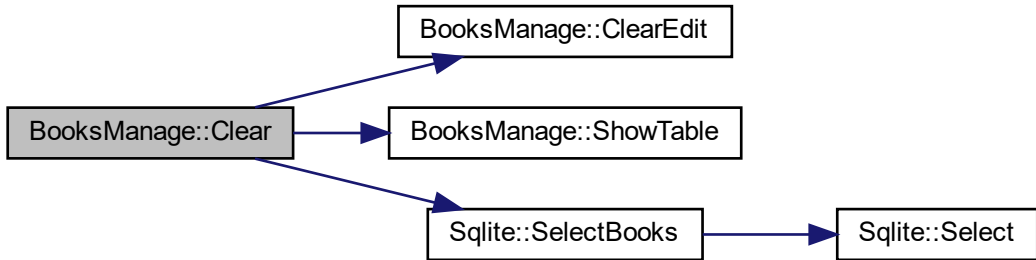 BooksManage::ClearEdit
BooksManage::Clear
BooksManage::ShowTable
Sqlite::SelectBooks
Sqlite::Select